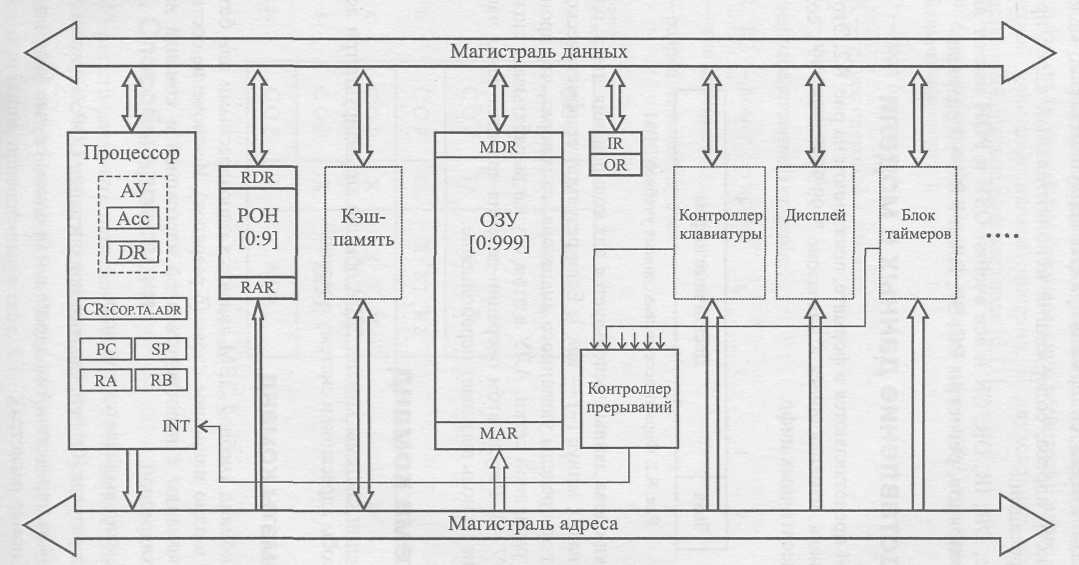 Магистраль данных
Процессор
АУ
Acc
DR
CR:COP.TA.ADR
PC
SP
RA
RB
INT
RDR
РОН
[0:9]
RAR
Кэш-
память
MDR
ОЗУ
[0:999]
MAR
IR
OR
Контроллер
клавиатуры
Дисплей
Блок
таймеров
....
Контроллер
прерываний
Магистраль адреса